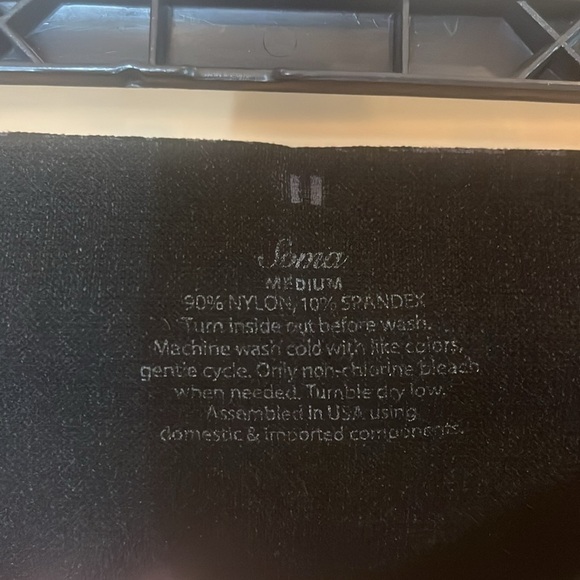 Soma
MEDIUM
90% NYLON, 10% SPANDEX
Turn inside out before wash.
Machine wash cold with like colors,
gentle cycle. Only non-chlorine bleach
when needed. Tumble dry low.
Assembled in USA using
domestic & imported components.